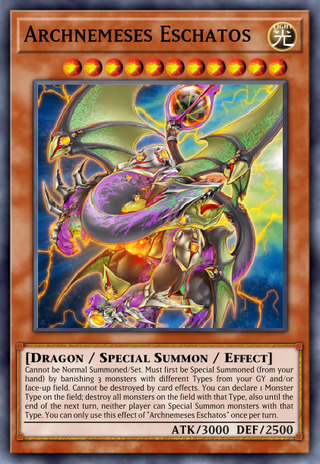 Archnemeses Eschatos
LIGHT
光
[Dragon / Special Summon / Effect]
Cannot be Normal Summoned/Set. Must first be Special Summoned (from your
hand) by banishing 3 monsters with different Types from your GY and/or
face-up field. Cannot be destroyed by card effects. You can declare 1 Monster
Type on the field; destroy all monsters on the field with that Type, also until the
end of the next turn, neither player can Special Summon monsters with that
Type. You can only use this effect of "Archnemeses Eschatos" once per turn.
ATK/3000 DEF/2500